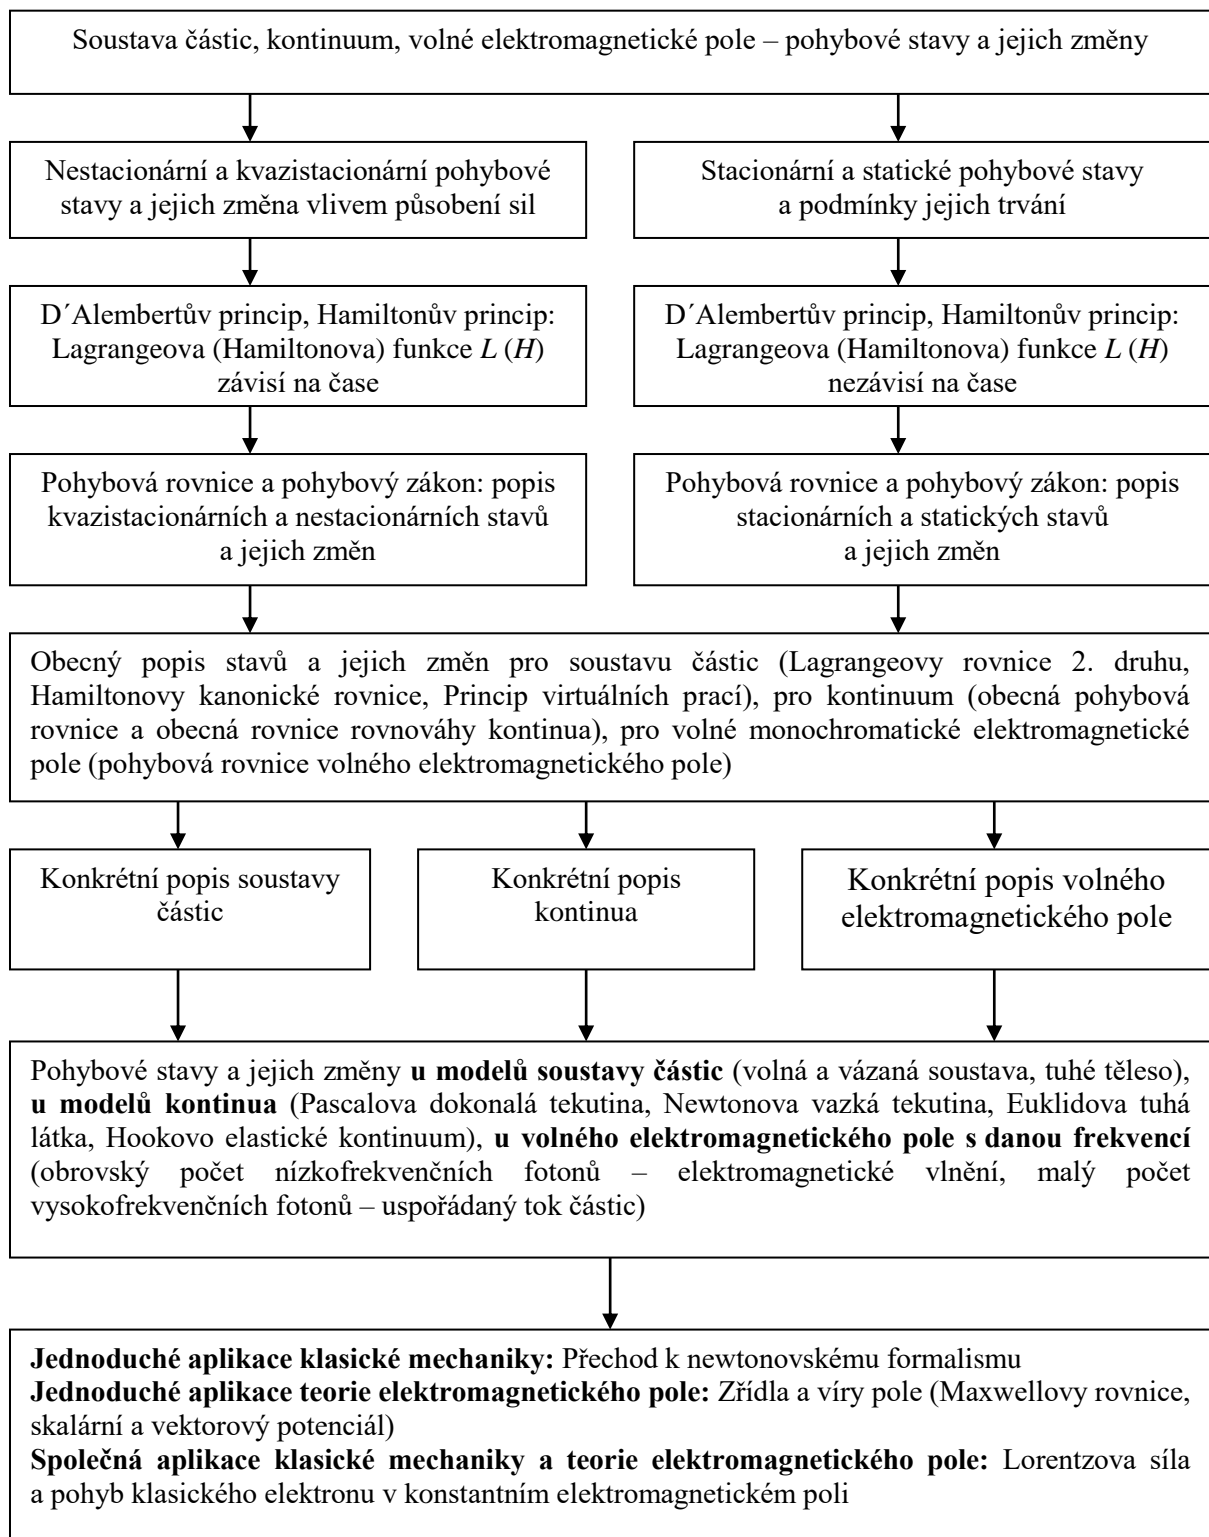 Soustava částic, kontinuum, volné elektromagnetické pole – pohybové stavy a jejich změny
Nestacionární a kvazistacionární pohybové
stavy a jejich změna vlivem působení sil
Stacionární a statické pohybové stavy
a podmínky jejich trvání
D´Alembertův princip, Hamiltonův princip:
Lagrangeova (Hamiltonova) funkce L (H)
závisí na čase
D´Alembertův princip, Hamiltonův princip:
Lagrangeova (Hamiltonova) funkce L (H)
nezávisí na čase
Pohybová rovnice a pohybový zákon: popis
kvazistacionárních a nestacionárních stavů
a jejich změn
Pohybová rovnice a pohybový zákon: popis
stacionárních a statických stavů
a jejich změn
Obecný popis stavů a jejich změn pro soustavu částic (Lagrangeovy rovnice 2. druhu,
Hamiltonovy kanonické rovnice, Princip virtuálních prací), pro kontinuum (obecná pohybová
rovnice a obecná rovnice rovnováhy kontinua), pro volné monochromatické elektromagnetické
pole (pohybová rovnice volného elektromagnetického pole)
Konkrétní popis soustavy
částic
Konkrétní popis
kontinua
Konkrétní popis volného
elektromagnetického pole
Pohybové stavy a jejich změny u modelů soustavy částic (volná a vázaná soustava, tuhé těleso),
u modelů kontinua (Pascalova dokonalá tekutina, Newtonova vazká tekutina, Euklidova tuhá
látka, Hookovo elastické kontinuum), u volného elektromagnetického pole s danou frekvencí
(obrovský počet nízkofrekvenčních fotonů – elektromagnetické vlnění, malý počet
vysokofrekvenčních fotonů – uspořádaný tok částic)
Jednoduché aplikace klasické mechaniky: Přechod k newtonovskému formalismu
Jednoduché aplikace teorie elektromagnetického pole: Zřídla a víry pole (Maxwellovy rovnice,
skalární a vektorový potenciál)
Společná aplikace klasické mechaniky a teorie elektromagnetického pole: Lorentzova síla
a pohyb klasického elektronu v konstantním elektromagnetickém poli